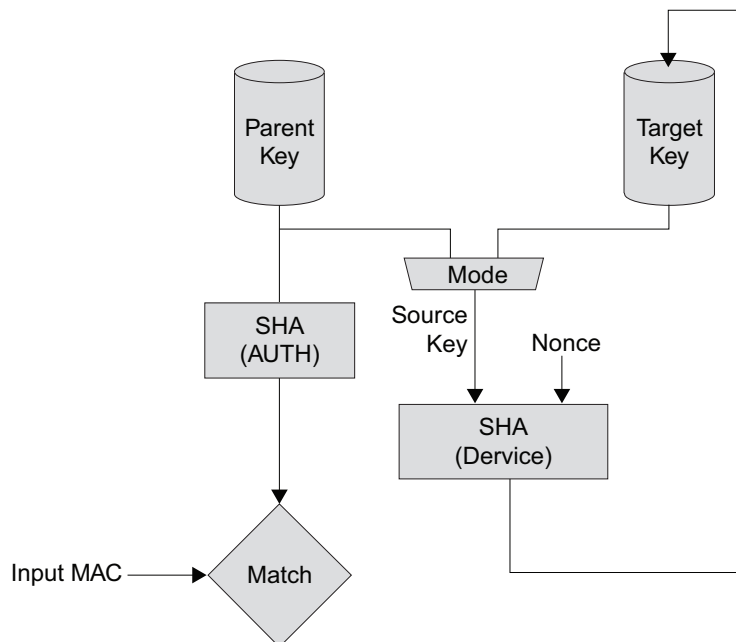 Parent
Key
Target
Key
Mode
Source
Key
SHA
(AUTH)
Nonce
SHA
(Dervice)
Input MAC
Match